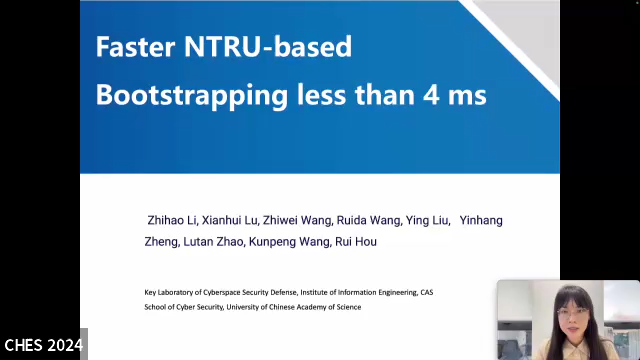 Faster NTRU-based
Bootstrapping less than 4 ms
Zhihao Li, Xianhui Lu, Zhiwei Wang, Ruida Wang, Ying Liu, Yinhang
Zheng, Lutan Zhao, Kunpeng Wang, Rui Hou
Key Laboratory of Cyberspace Security Defense, Institute of Information Engineering, CAS
School of Cyber Security, University of Chinese Academy of Science
CHES 2024